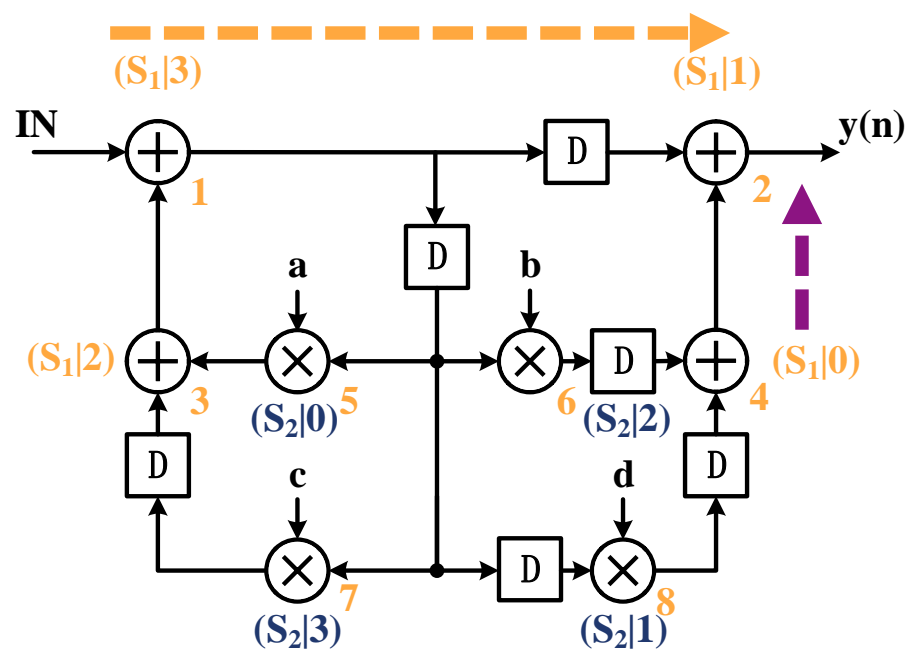 (S₁|3) (S₁|1)
IN D y(n)
1 2
D
a b
(S₁|2) D (S₁|0)
3 5 6 4
(S₂|0) (S₂|2)
D D
c d
D
7 8
(S₂|3) (S₂|1)